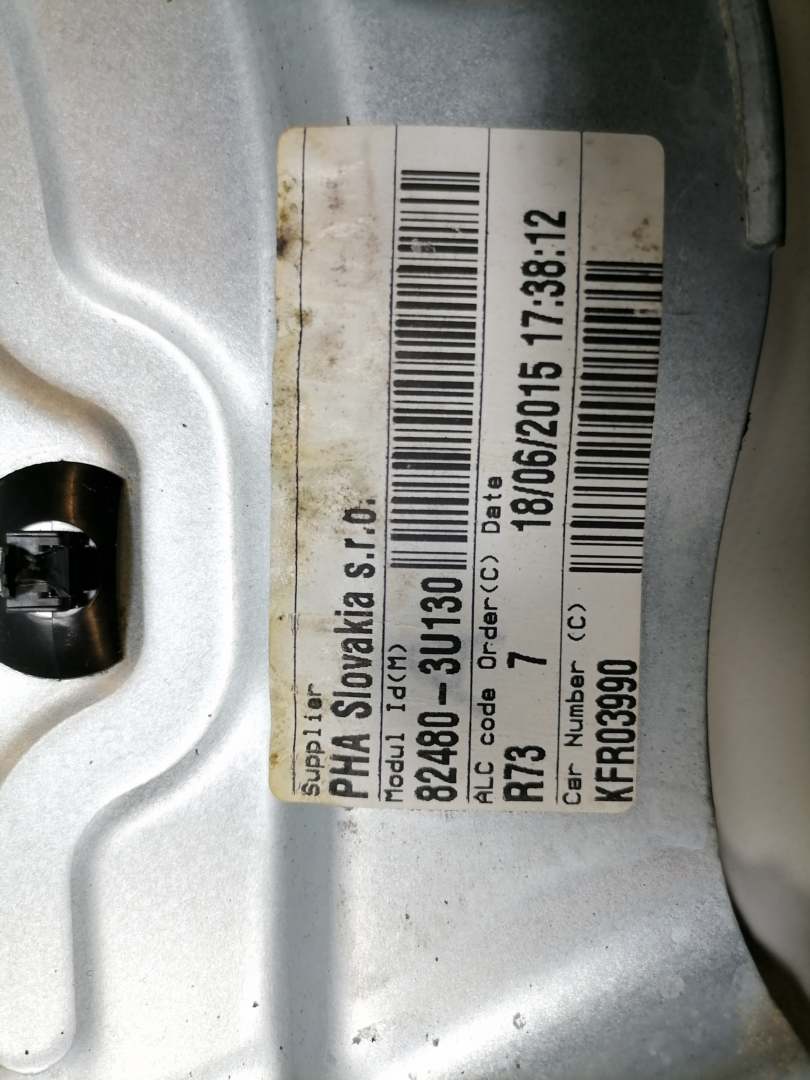 Supplier
PHA Slovakia s.r.o.
Modul Id(M)
82480-3U130
ALC code Order(C) Date
R73 7 18/06/2015 17:38:12
Car Number (C)
KFR03990